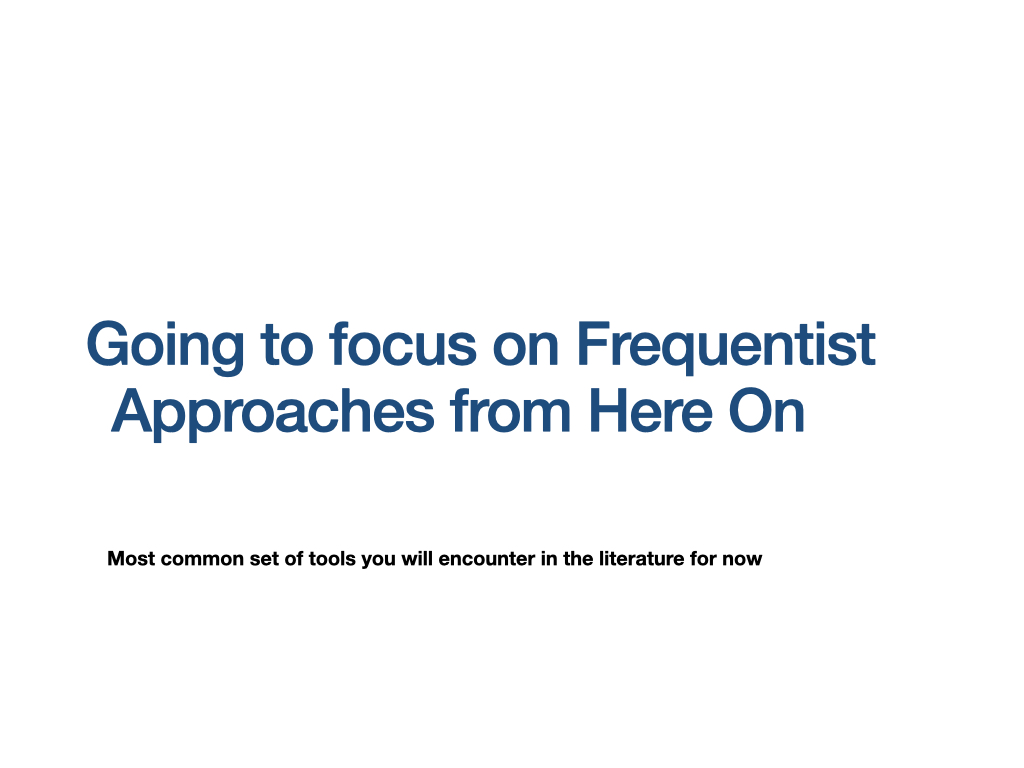 Going to focus on Frequentist
Approaches from Here On
Most common set of tools you will encounter in the literature for now